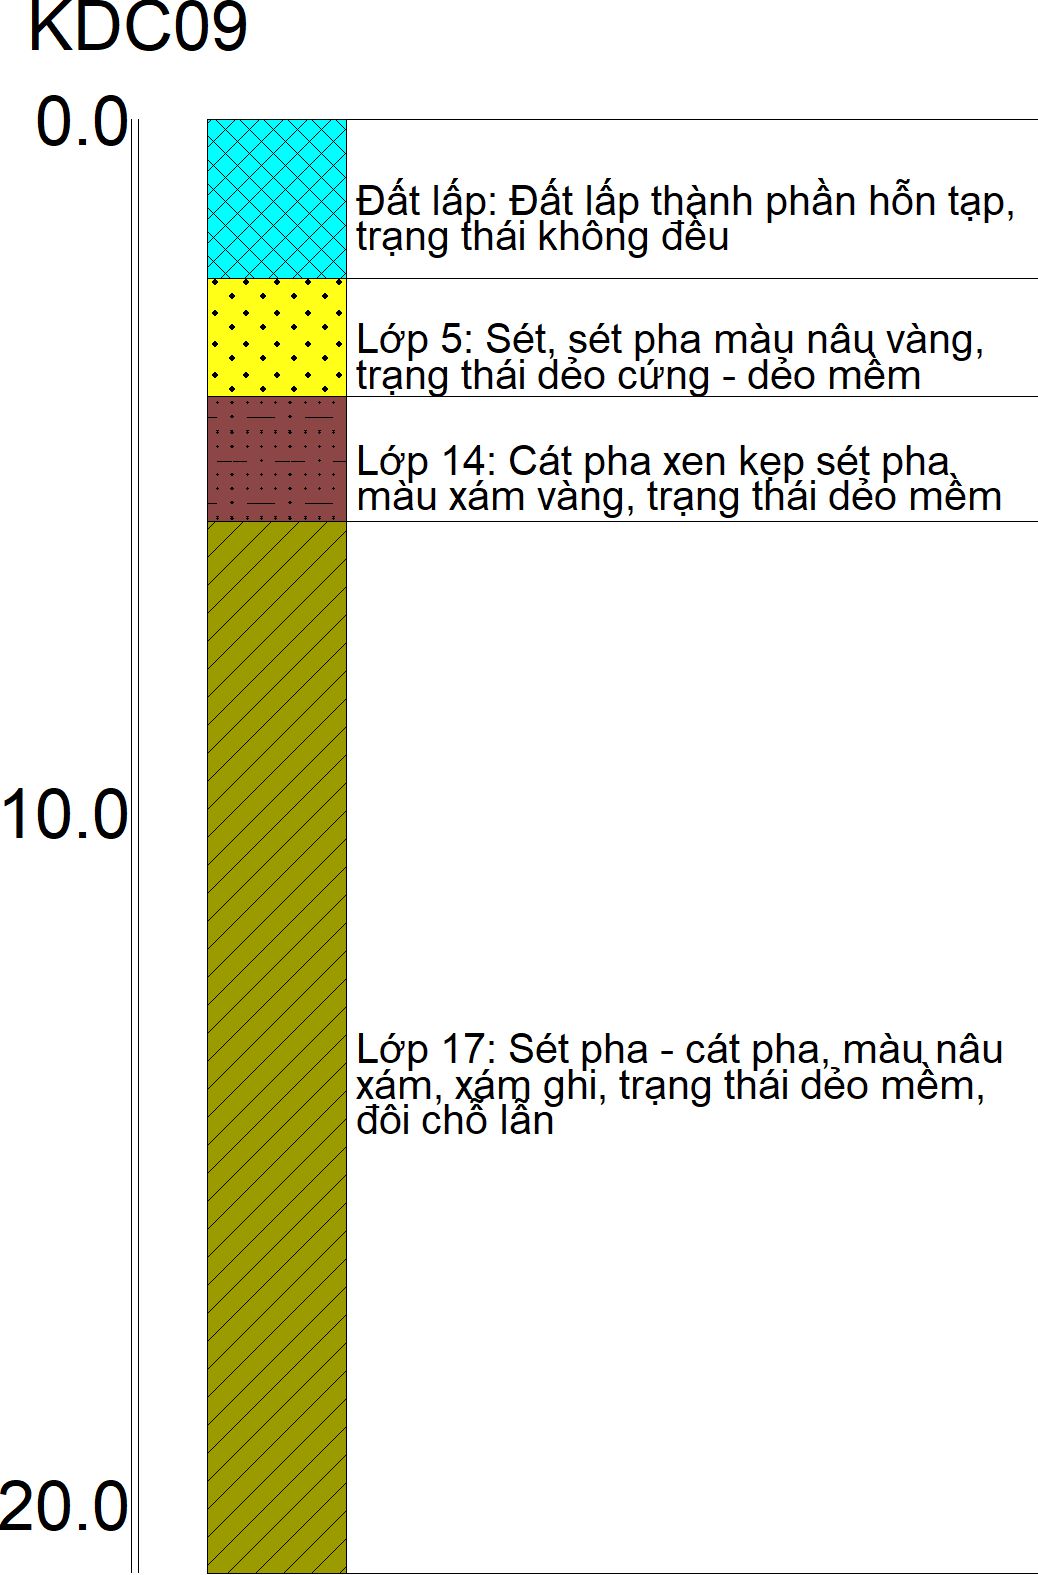 KDC09
0.0
Đất lấp: Đất lấp thành phần hỗn tạp,
trạng thái không đều
Lớp 5: Sét, sét pha màu nâu vàng,
trạng thái dẻo cứng - dẻo mềm
Lớp 14: Cát pha xen kẹp sét pha
màu xám vàng, trạng thái dẻo mềm
10.0
Lớp 17: Sét pha - cát pha, màu nâu
xám, xám ghi, trạng thái dẻo mềm,
đôi chỗ lẫn
20.0